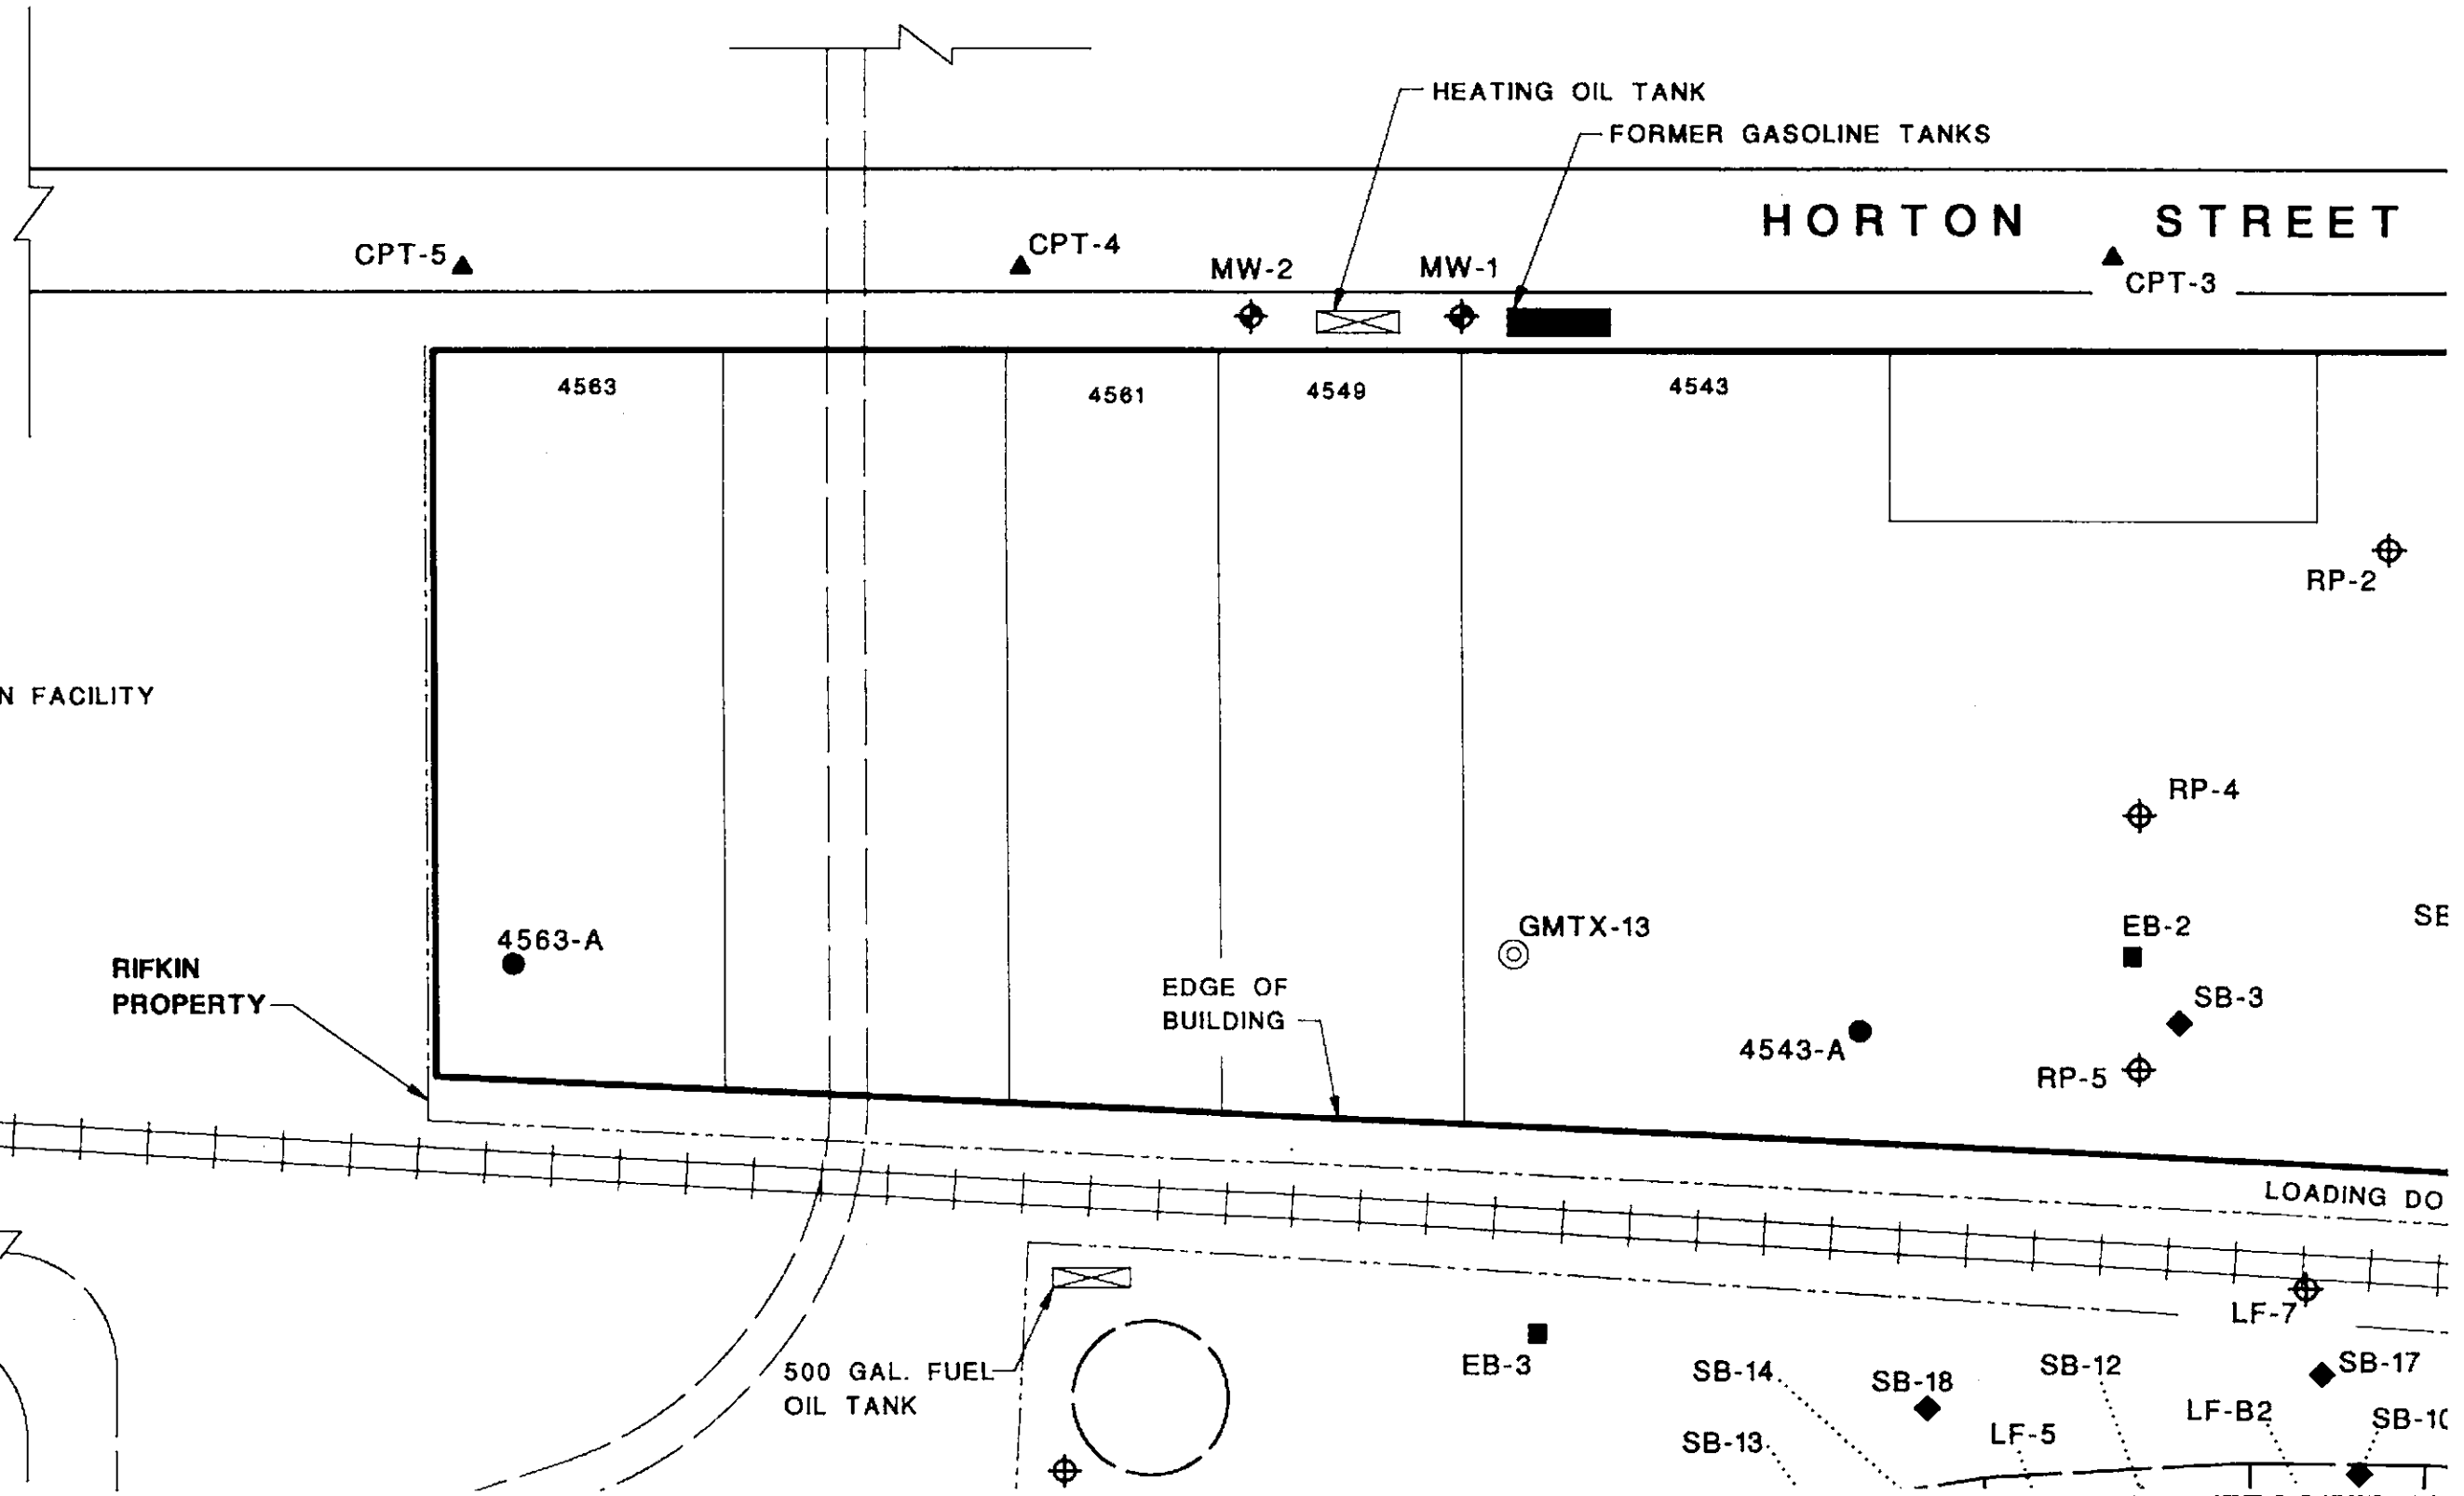 HEATING OIL TANK
FORMER GASOLINE TANKS
HORTON STREET
CPT-5
CPT-4
MW-2
MW-1
CPT-3
4563
4561
4549
4543
RP-2
N FACILITY
RP-4
4563-A
GMTX-13
EB-2
SB-3
RIFKIN
PROPERTY
EDGE OF
BUILDING
4543-A
RP-5
LOADING DO
LF-7
500 GAL. FUEL
OIL TANK
EB-3
SB-14
SB-18
SB-12
SB-17
SB-13
LF-5
LF-B2
SB-10